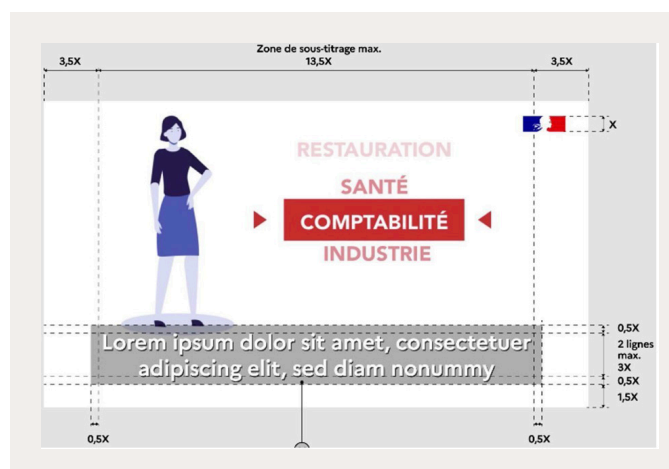 Zone de sous-titrage max.
3,5X
13,5X
3,5X
X
RESTAURATION
SANTÉ
COMPTABILITÉ
INDUSTRIE
Lorem ipsum dolor sit amet, consectetuer
adipiscing elit, sed diam nonummy
0,5X
2 lignes
max.
3X
0,5X
1,5X
0,5X
0,5X